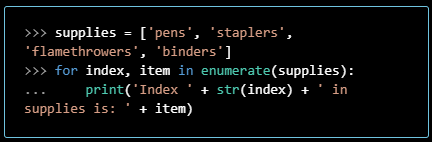 >>> supplies = ['pens', 'staplers',
'flamethrowers', 'binders']
>>> for index, item in enumerate(supplies):
...     print('Index ' + str(index) + ' in
supplies is: ' + item)